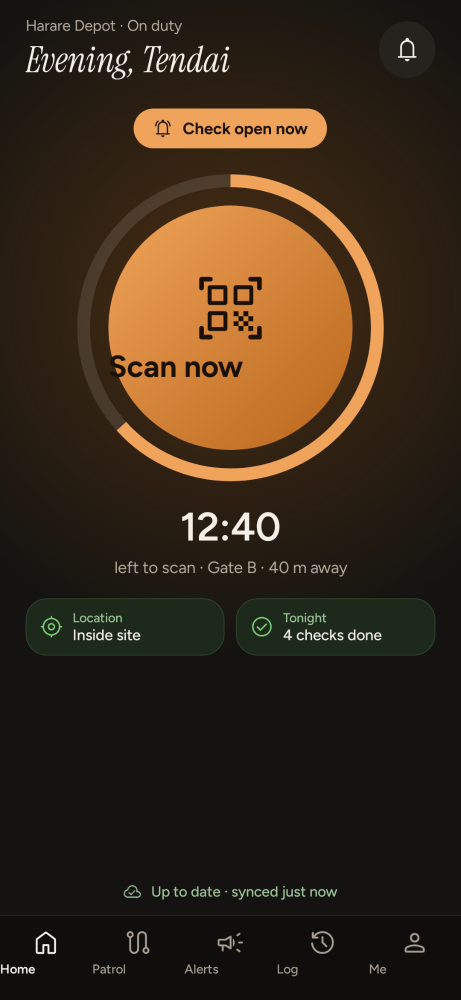 Harare Depot · On duty
Evening, Tendai
Check open now
Scan now
12:40
left to scan · Gate B · 40 m away
Location
Inside site
Tonight
4 checks done
Up to date · synced just now
Home
Patrol
Alerts
Log
Me